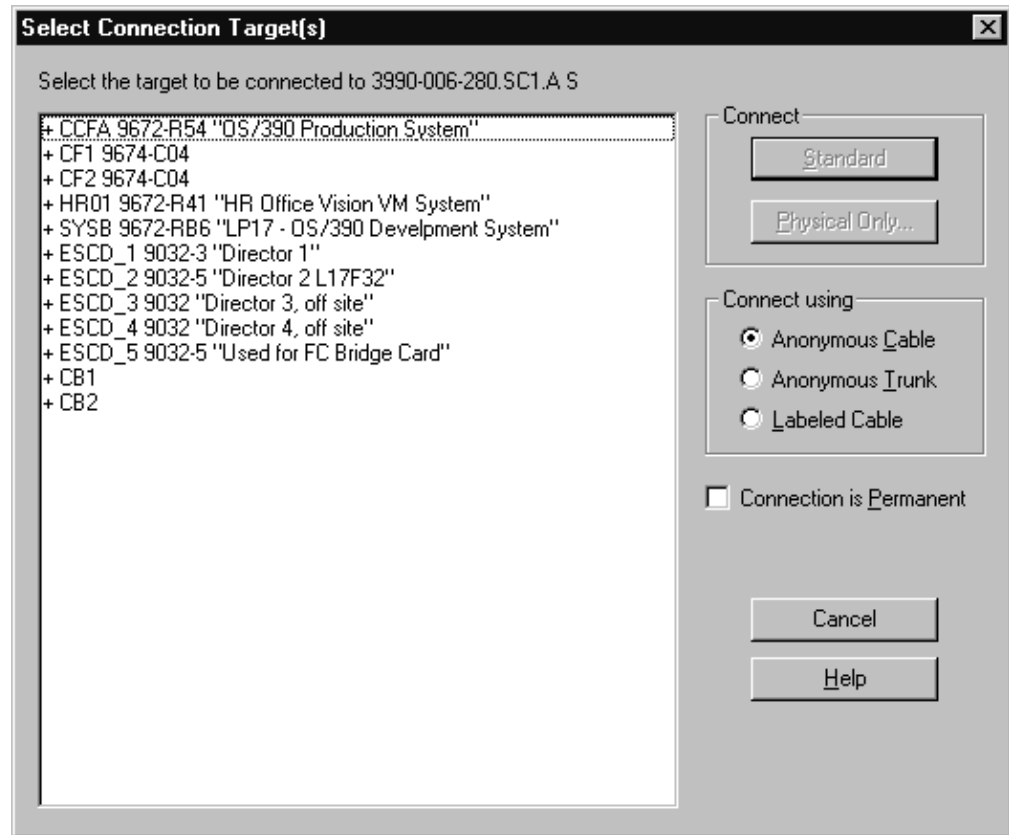 Select Connection Target(s)
Select the target to be connected to 3990-006-280.SC1.A S
+ CCFA 9672-R54 "OS/390 Production System"
+ CF1 9674-C04
+ CF2 9674-C04
+ HR01 9672-R41 "HR Office Vision VM System"
+ SYSB 9672-RB6 "LP17 - OS/390 Develpment System"
+ ESCD_1 9032-3 "Director 1"
+ ESCD_2 9032-5 "Director 2 L17F32"
+ ESCD_3 9032 "Director 3, off site"
+ ESCD_4 9032 "Director 4, off site"
+ ESCD_5 9032-5 "Used for FC Bridge Card"
+ CB1
+ CB2
Connect
Standard
Physical Only...
Connect using
Anonymous Cable
Anonymous Trunk
Labeled Cable
Connection is Permanent
Cancel
Help